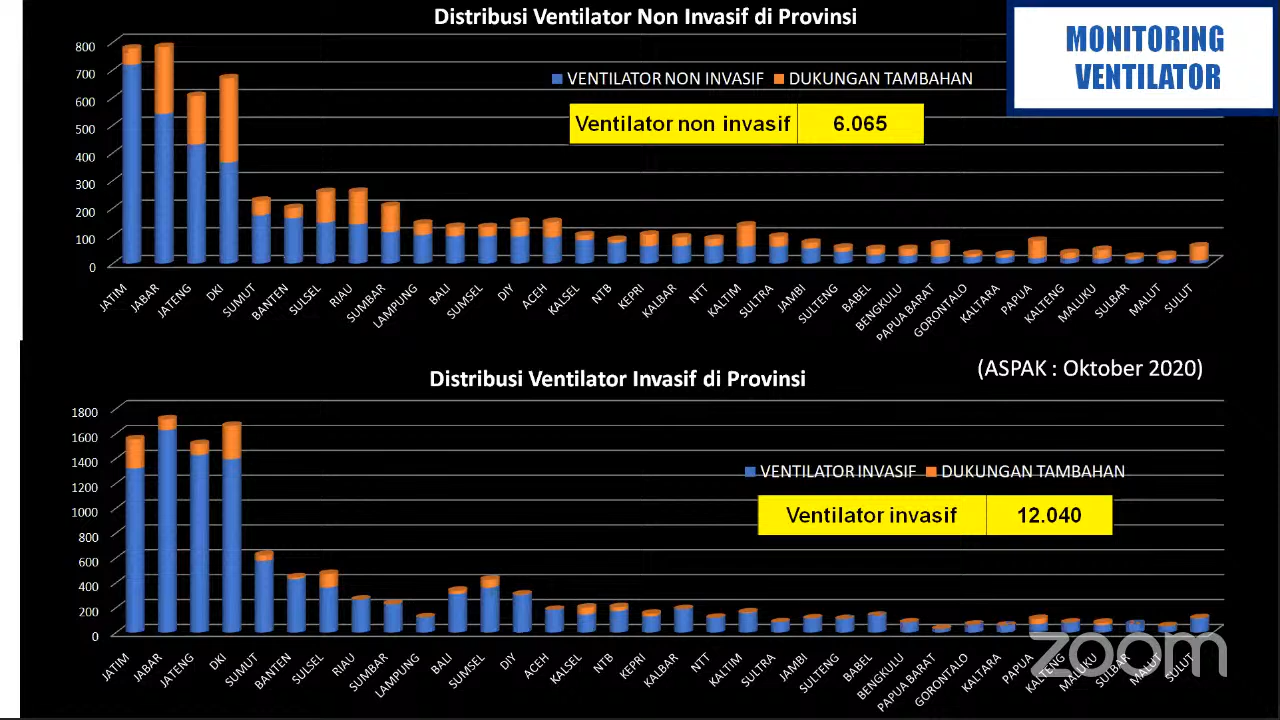 Distribusi Ventilator Non Invasif di Provinsi
MONITORING
VENTILATOR
800
700
600
500
400
300
200
100
0
VENTILATOR NON INVASIF DUKUNGAN TAMBAHAN
Ventilator non invasif 6.065
JATIM JABAR JATENG DKI SUMUT BANTEN SULSEL RIAU SUMBAR LAMPUNG BALI SUMSEL DIY ACEH KALSEL NTB KEPRI KALBAR NTT KALTIM SULTRA JAMBI SULTENG BABEL BENGKULU PAPUA BARAT GORONTALO KALTARA PAPUA KALTENG MALUKU SULBAR MALUT SULUT
(ASPAK : Oktober 2020)
Distribusi Ventilator Invasif di Provinsi
1800
1600
1400
1200
1000
800
600
400
200
0
VENTILATOR INVASIF DUKUNGAN TAMBAHAN
Ventilator invasif 12.040
JATIM JABAR JATENG DKI SUMUT BANTEN SULSEL RIAU SUMBAR LAMPUNG BALI SUMSEL DIY ACEH KALSEL NTB KEPRI KALBAR NTT KALTIM SULTRA JAMBI SULTENG BABEL BENGKULU PAPUA BARAT GORONTALO KALTARA PAPUA KALTENG MALUKU SULBAR MALUT SULUT
zoom